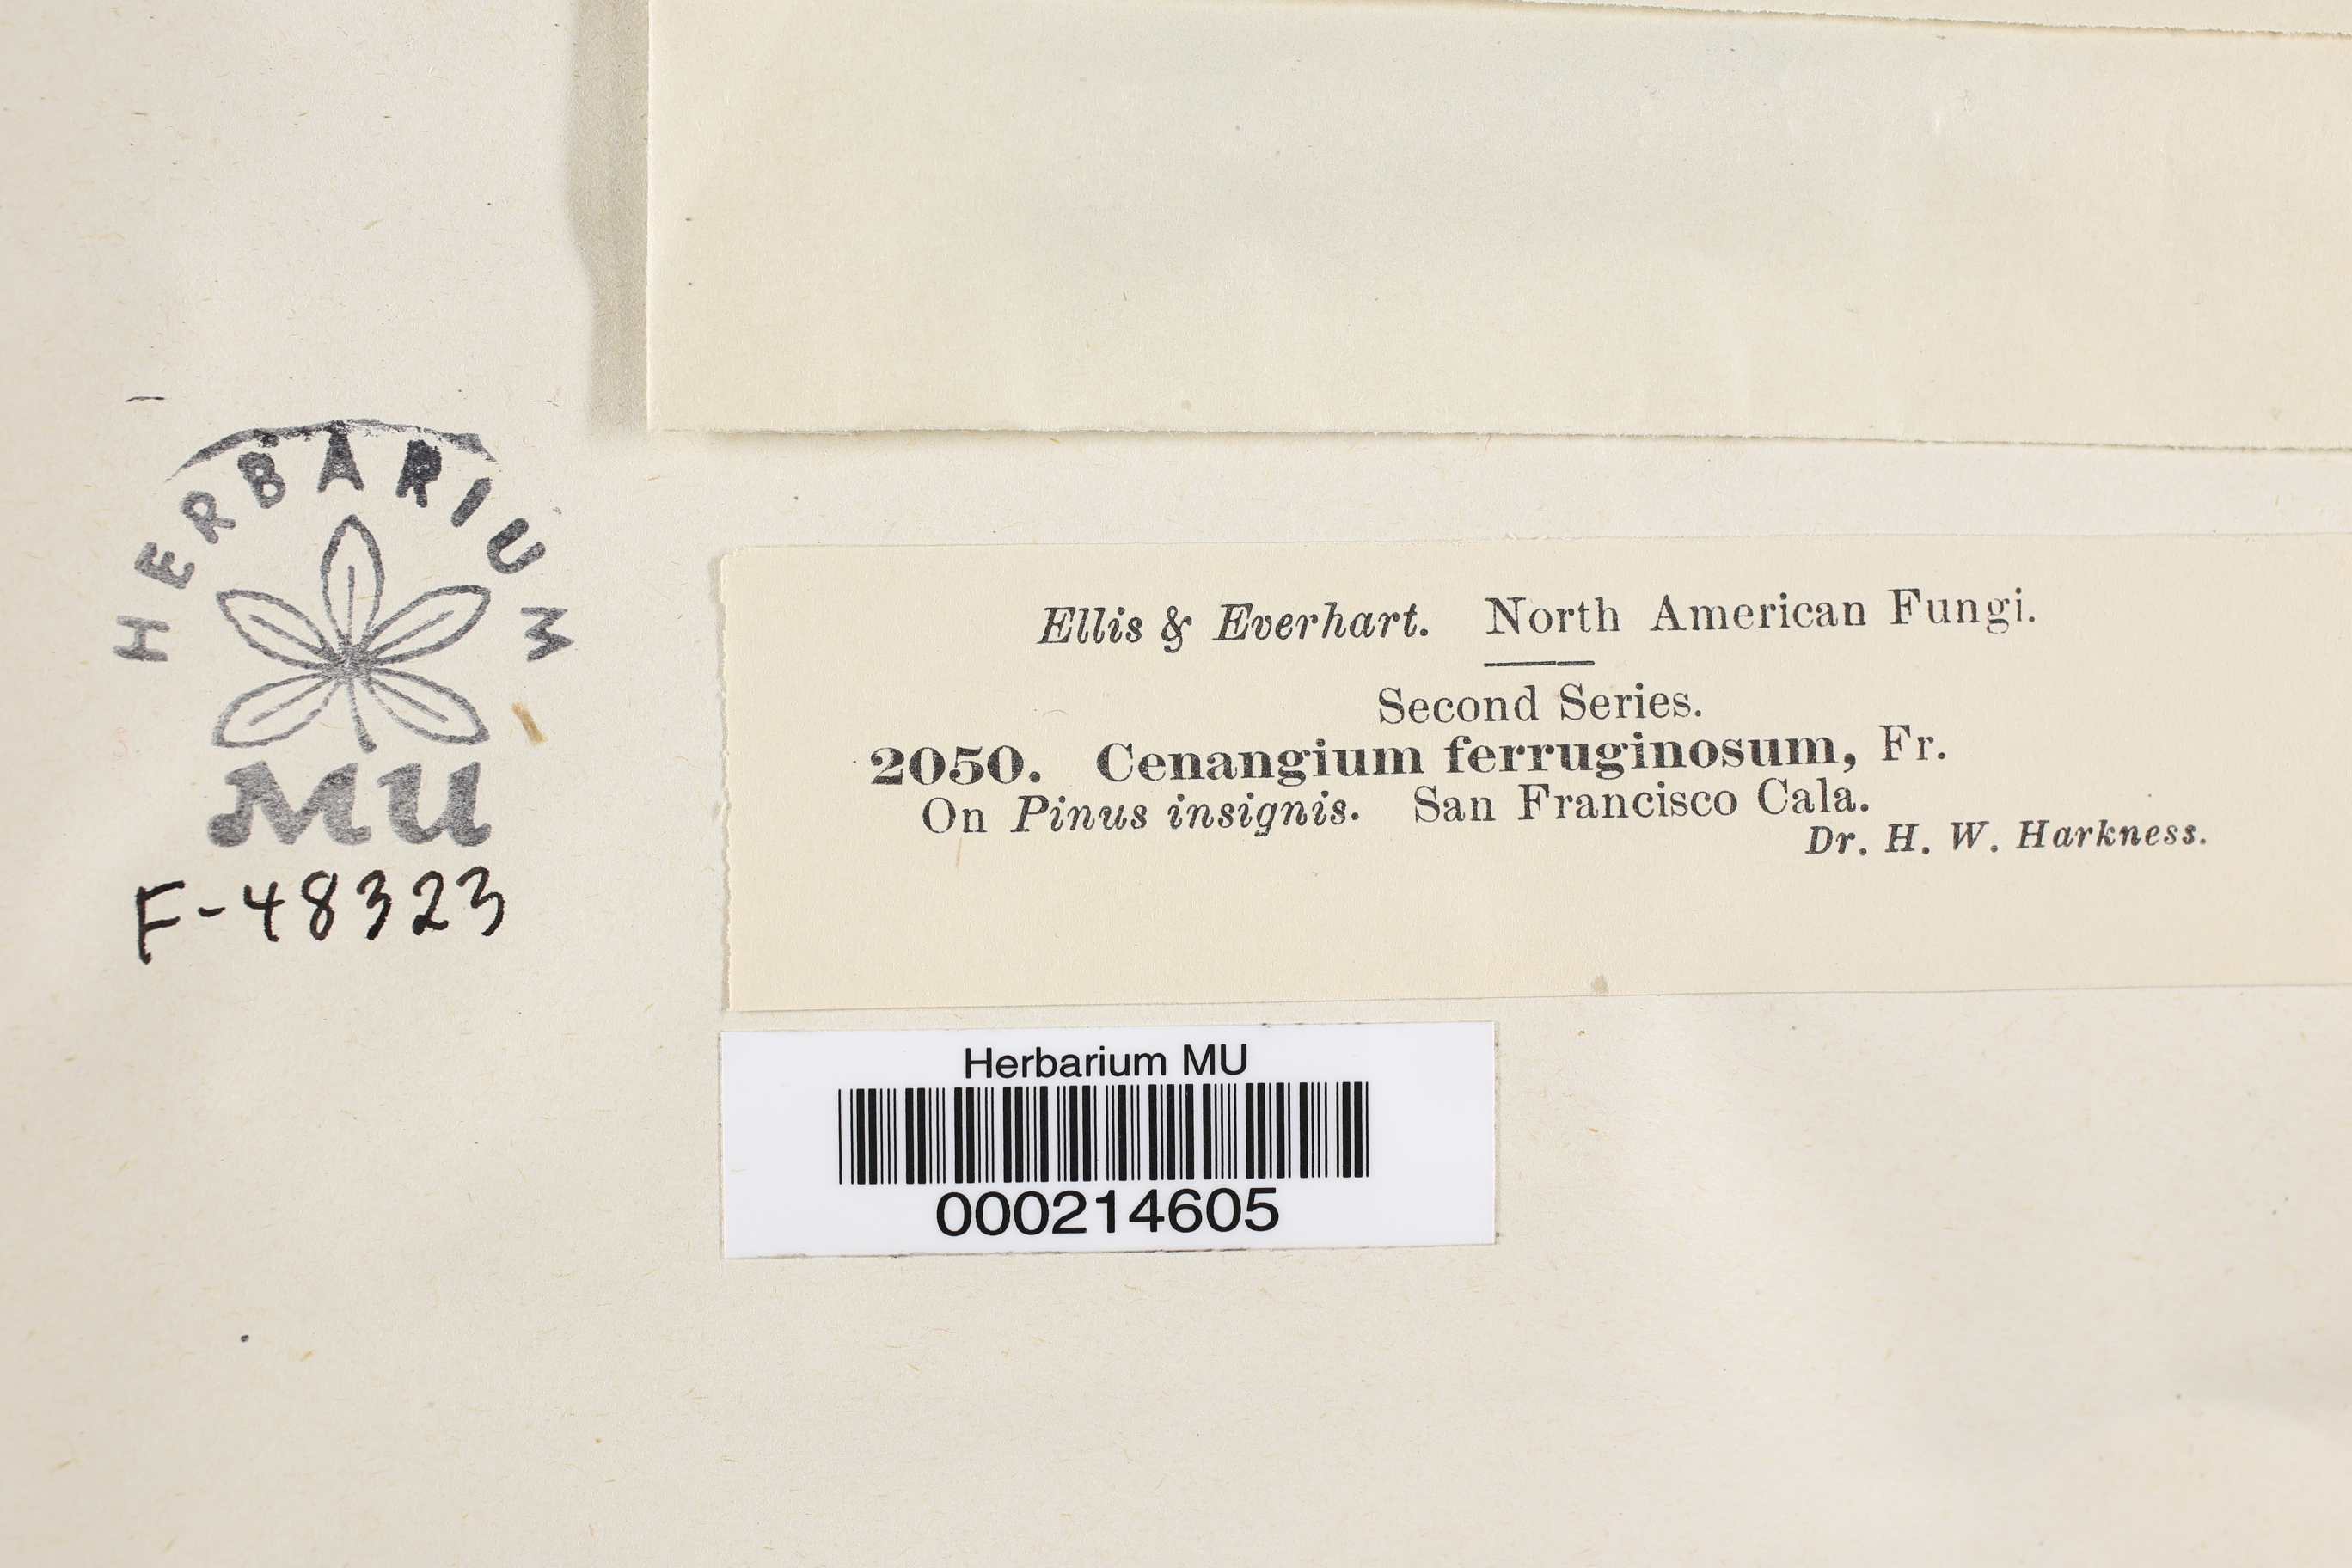 HERBARIUM
MU
F-48323
Ellis & Everhart. North American Fungi.
Second Series.
2050. Cenangium ferruginosum, Fr.
On Pinus insignis. San Francisco Cala.
Dr. H. W. Harkness.
Herbarium MU
000214605